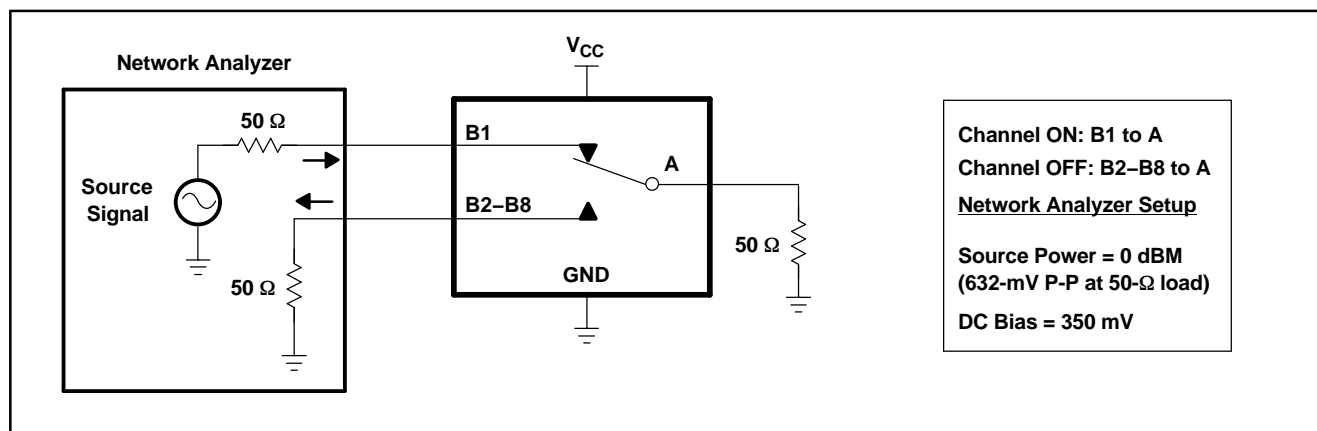 V_CC
Network Analyzer
50 Ω
B1
A
Source
Signal
B2–B8
50 Ω
50 Ω
GND
Channel ON: B1 to A
Channel OFF: B2–B8 to A
Network Analyzer Setup
Source Power = 0 dBM
(632-mV P-P at 50-Ω load)
DC Bias = 350 mV